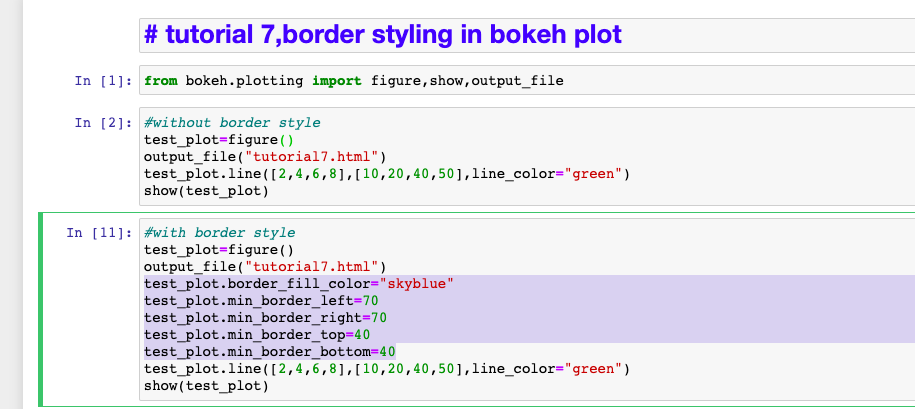 # tutorial 7,border styling in bokeh plot
In [1]: from bokeh.plotting import figure,show,output_file
In [2]: #without border style
test_plot=figure()
output_file("tutorial7.html")
test_plot.line([2,4,6,8],[10,20,40,50],line_color="green")
show(test_plot)
In [11]: #with border style
test_plot=figure()
output_file("tutorial7.html")
test_plot.border_fill_color="skyblue"
test_plot.min_border_left=70
test_plot.min_border_right=70
test_plot.min_border_top=40
test_plot.min_border_bottom=40
test_plot.line([2,4,6,8],[10,20,40,50],line_color="green")
show(test_plot)